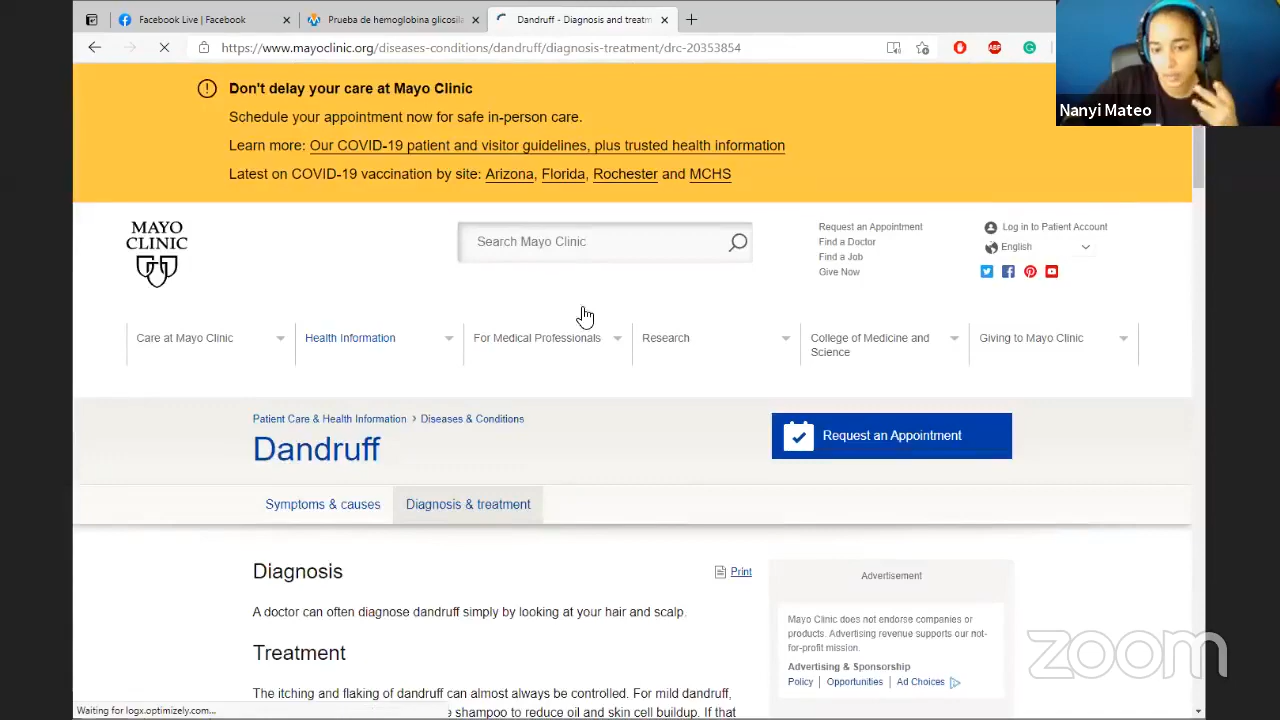 Facebook Live | Facebook
Prueba de hemoglobina glicosila
Dandruff - Diagnosis and treatm
https://www.mayoclinic.org/diseases-conditions/dandruff/diagnosis-treatment/drc-20353854
ABP
Nanyi Mateo
Don't delay your care at Mayo Clinic
Schedule your appointment now for safe in-person care.
Learn more: Our COVID-19 patient and visitor guidelines, plus trusted health information
Latest on COVID-19 vaccination by site: Arizona, Florida, Rochester and MCHS
MAYO
CLINIC
Search Mayo Clinic
Request an Appointment
Find a Doctor
Find a Job
Give Now
Log in to Patient Account
English
Care at Mayo Clinic
Health Information
For Medical Professionals
Research
College of Medicine and
Science
Giving to Mayo Clinic
Patient Care & Health Information › Diseases & Conditions
Dandruff
Request an Appointment
Symptoms & causes
Diagnosis & treatment
Diagnosis
Print
A doctor can often diagnose dandruff simply by looking at your hair and scalp.
Treatment
The itching and flaking of dandruff can almost always be controlled. For mild dandruff,
shampoo to reduce oil and skin cell buildup. If that
Advertisement
Mayo Clinic does not endorse companies or
products. Advertising revenue supports our not-
for-profit mission.
Advertising & Sponsorship
Policy | Opportunities | Ad Choices
zoom
Waiting for logx.optimizely.com...